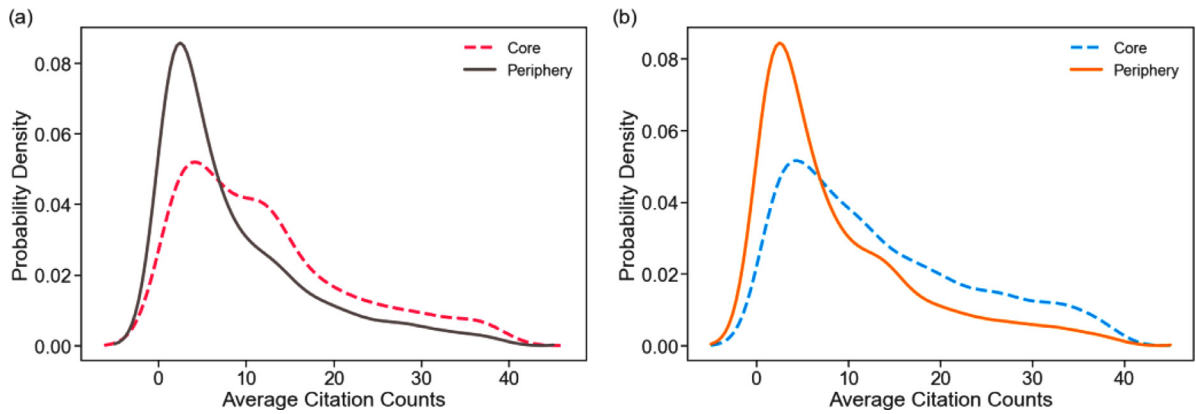 (a)
Core
Periphery
Probability Density
0.08
0.06
0.04
0.02
0.00
0 10 20 30 40
Average Citation Counts
(b)
Core
Periphery
Probability Density
0.08
0.06
0.04
0.02
0.00
0 10 20 30 40
Average Citation Counts